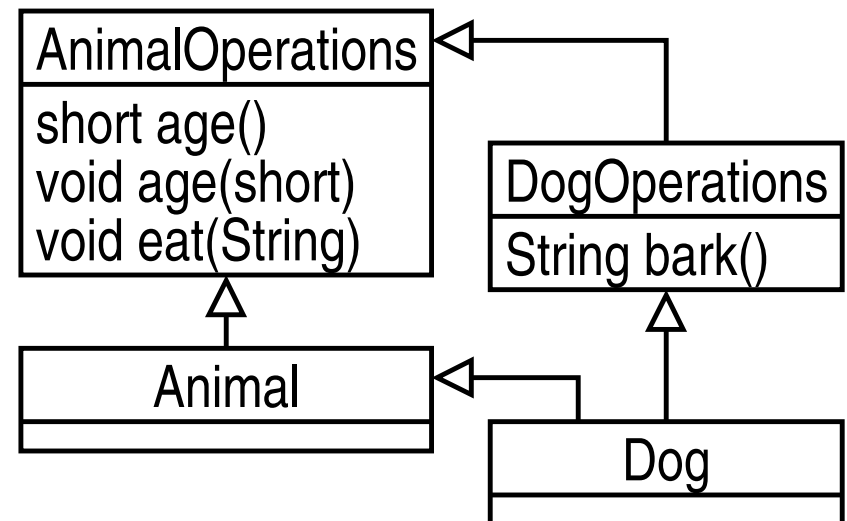 AnimalOperations
short age()
void age(short)
void eat(String)
DogOperations
String bark()
Animal
Dog